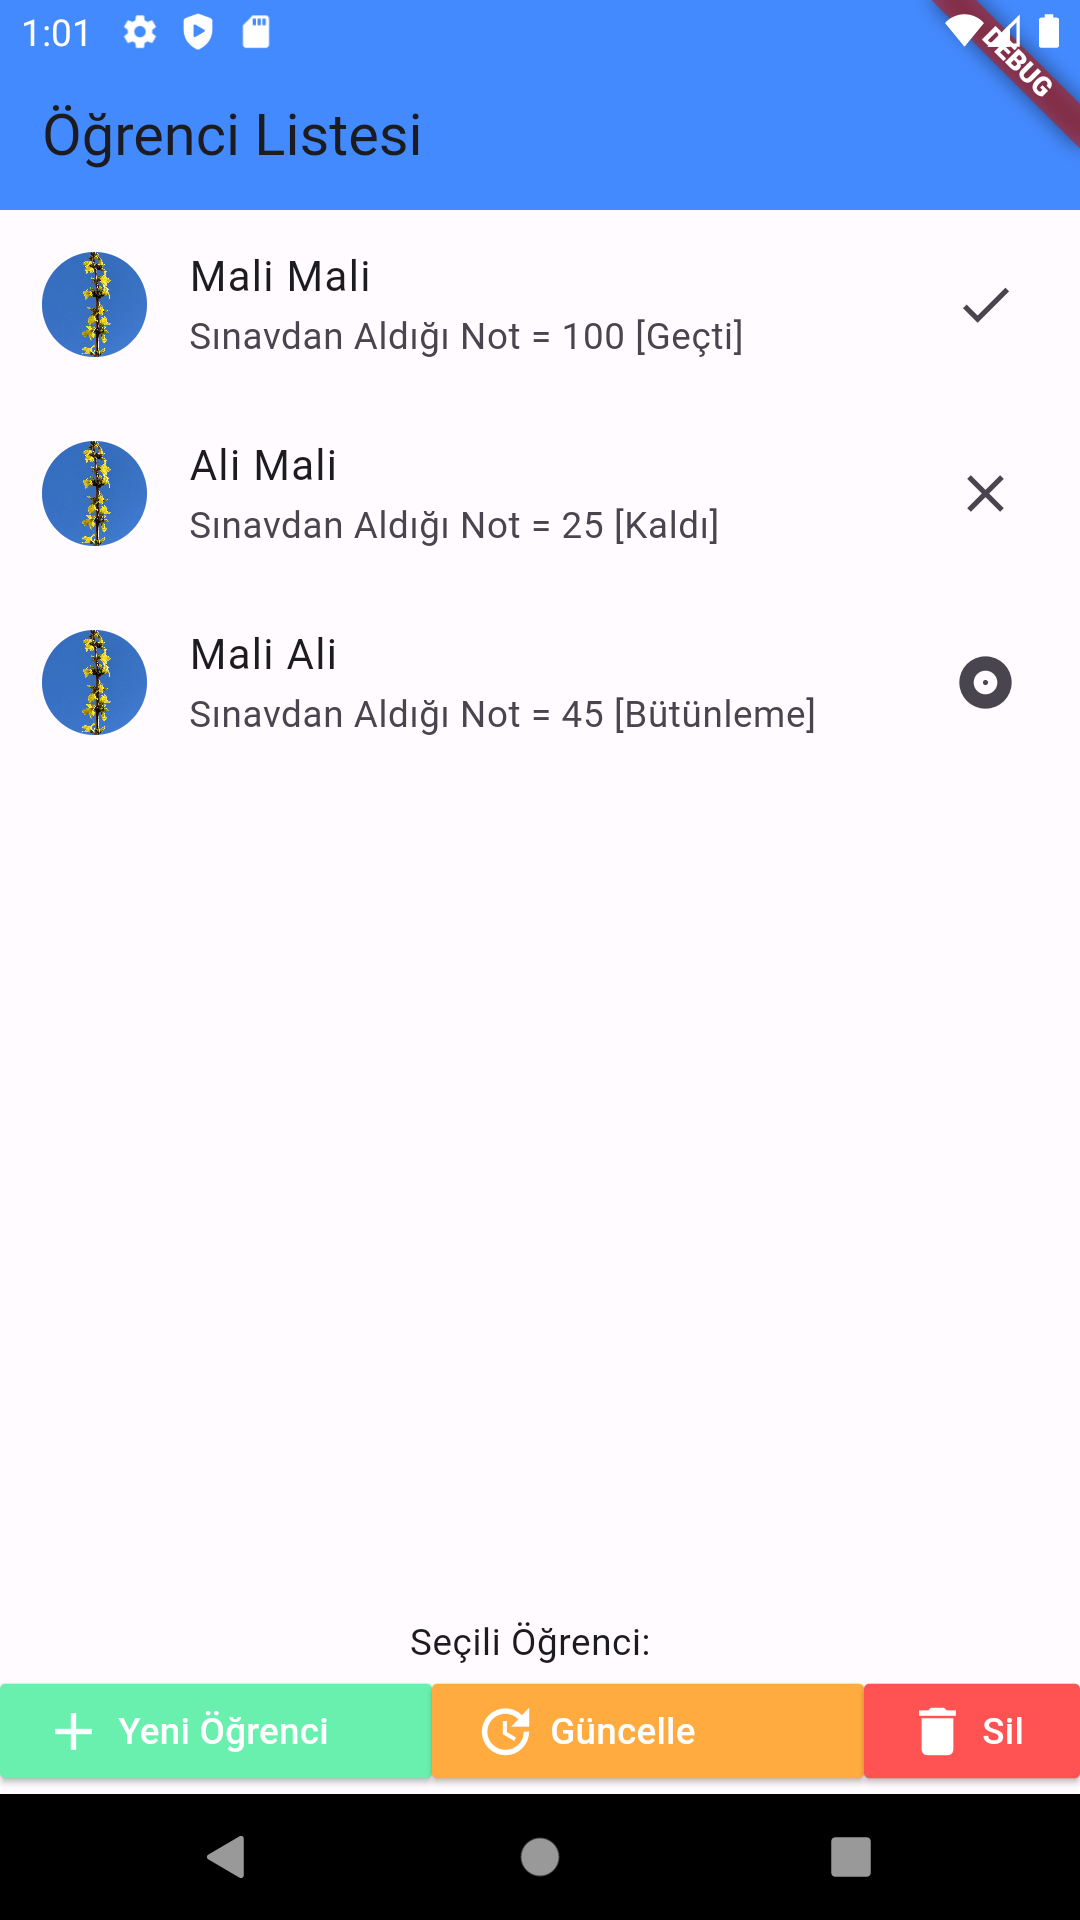 1:01
DEBUG
Öğrenci Listesi
Mali Mali
Sınavdan Aldığı Not = 100 [Geçti]
Ali Mali
Sınavdan Aldığı Not = 25 [Kaldı]
Mali Ali
Sınavdan Aldığı Not = 45 [Bütünleme]
Seçili Öğrenci:
Yeni Öğrenci
Güncelle
Sil